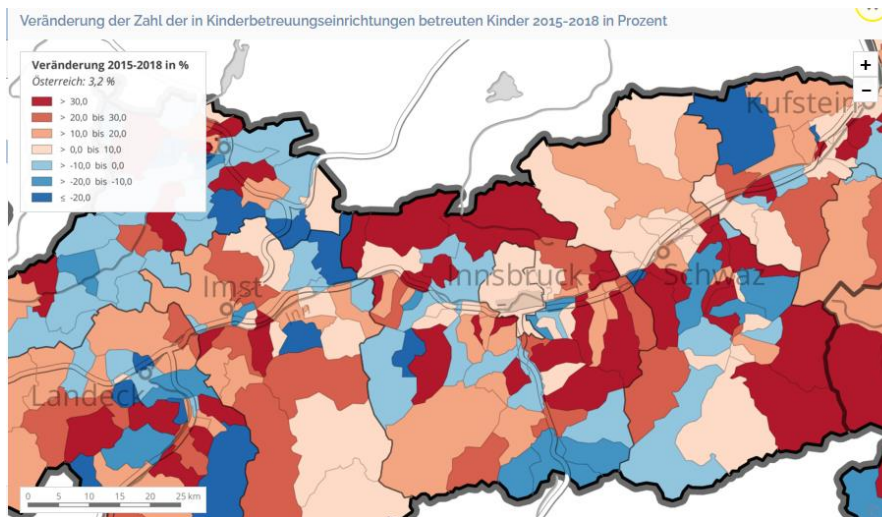 Veränderung der Zahl der in Kinderbetreuungseinrichtungen betreuten Kinder 2015-2018 in Prozent
Veränderung 2015-2018 in %
Österreich: 3,2 %
> 30,0
> 20,0 bis 30,0
> 10,0 bis 20,0
> 0,0 bis 10,0
> -10,0 bis 0,0
> -20,0 bis -10,0
≤ -20,0
+
−
Kufstein
Innsbruck
Schwaz
Imst
Inn
Landeck
0 5 10 15 20 25 km